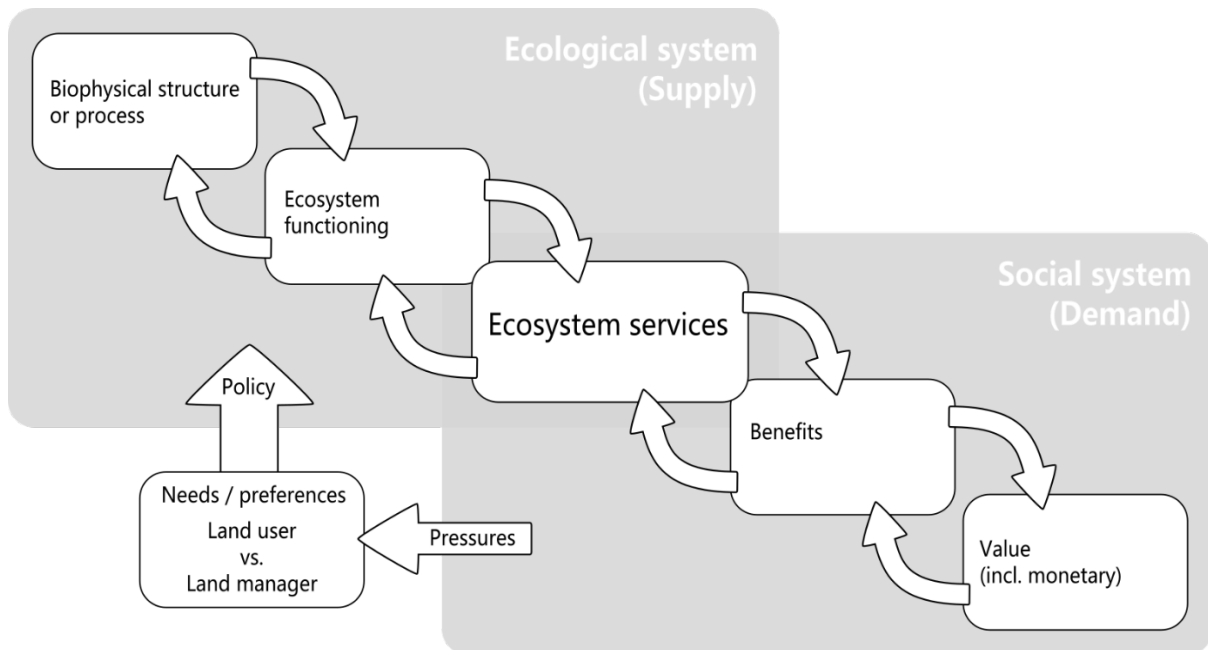 Ecological system
(Supply)
Biophysical structure
or process
Ecosystem
functioning
Social system
(Demand)
Ecosystem services
Policy
Benefits
Needs / preferences
Land user
vs.
Land manager
Pressures
Value
(incl. monetary)